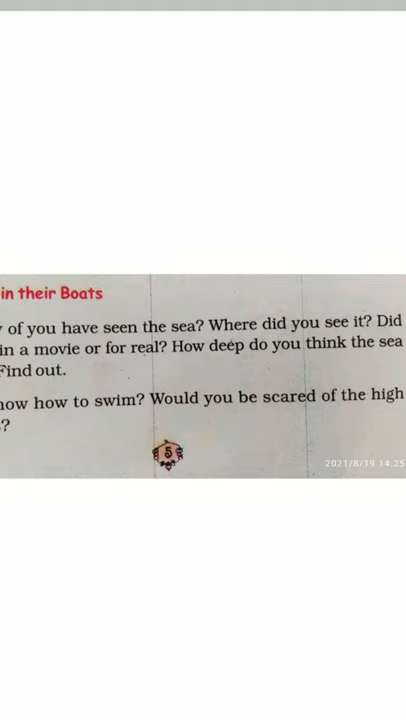 in their Boats
of you have seen the sea? Where did you see it? Did
in a movie or for real? How deep do you think the sea
Find out.
how to swim? Would you be scared of the high
?
5
2021/8/19 14:25